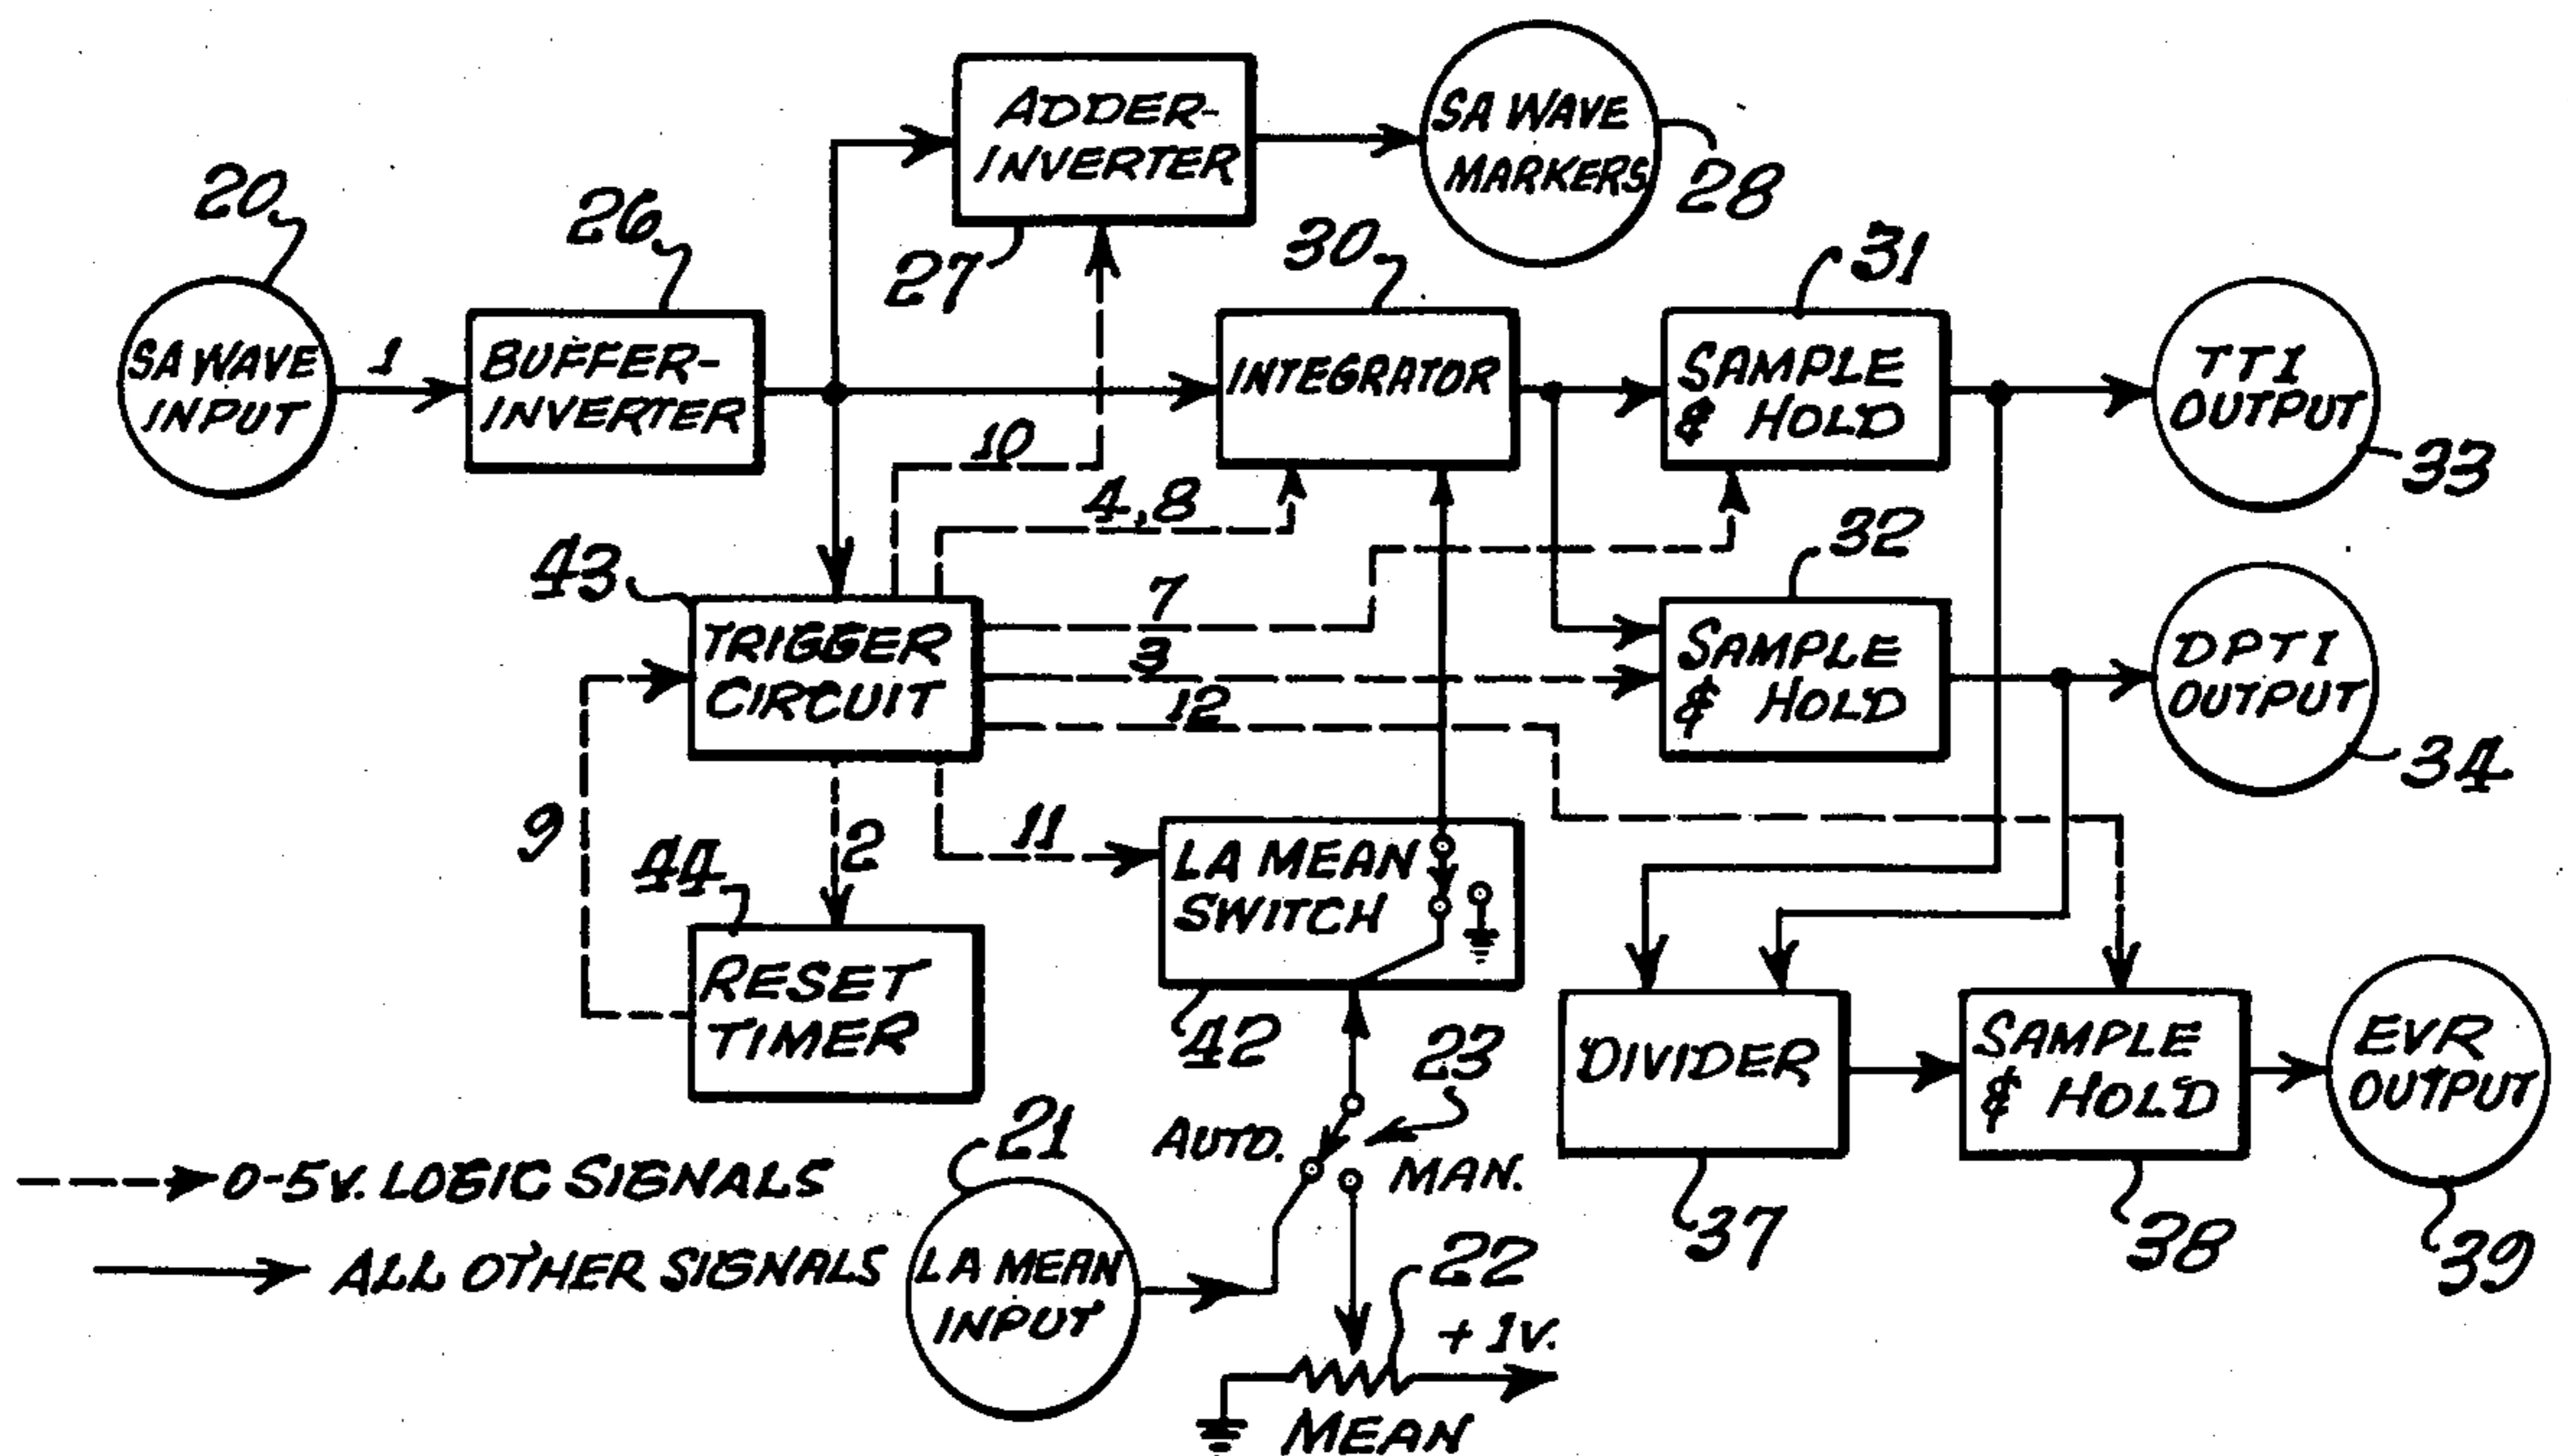 ADDER-
INVERTER
27
SA WAVE
MARKERS
28
20
SA WAVE
INPUT
1
26
BUFFER-
INVERTER
30
INTEGRATOR
31
SAMPLE
& HOLD
TTI
OUTPUT
33
10
4,8
7
3
12
43
TRIGGER
CIRCUIT
32
SAMPLE
& HOLD
DPTI
OUTPUT
34
9
2
11
44
RESET
TIMER
LA MEAN
SWITCH
42
23
AUTO.
MAN.
DIVIDER
37
SAMPLE
& HOLD
38
EVR
OUTPUT
39
0-5V. LOGIC SIGNALS
ALL OTHER SIGNALS
21
LA MEAN
INPUT
22
+1V.
MEAN